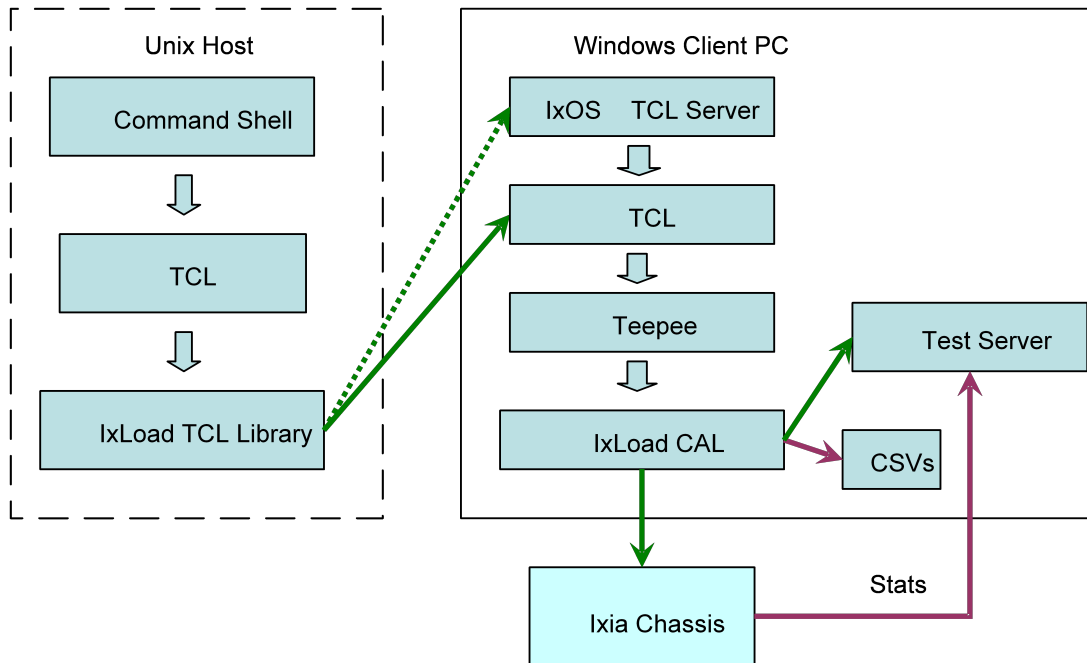 Unix Host
Command Shell
TCL
IxLoad TCL Library
Windows Client PC
IxOS TCL Server
TCL
Teepee
IxLoad CAL
Test Server
CSVs
Ixia Chassis
Stats